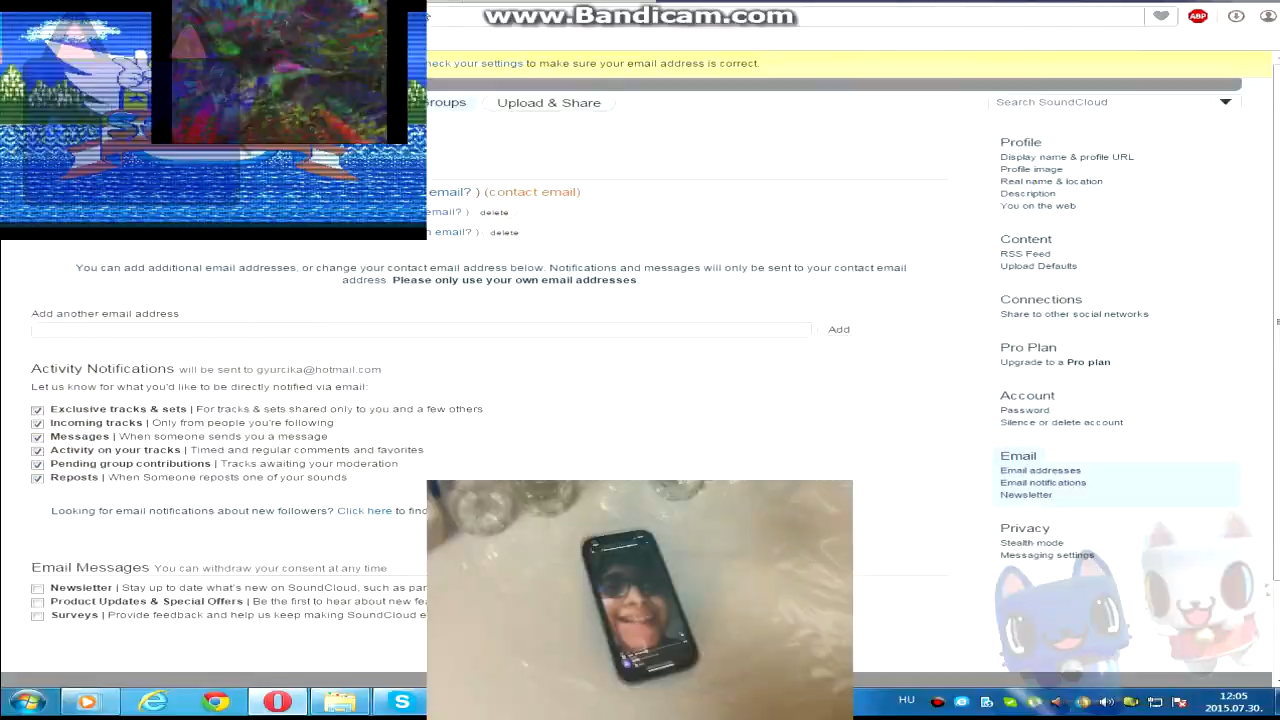 www.Bandicam.com
heck your settings to make sure your email address is correct.
Groups
Upload & Share
Search SoundCloud
email? ) (contact email)
email? ) delete
email? ) delete
You can add additional email addresses, or change your contact email address below. Notifications and messages will only be sent to your contact email
address. Please only use your own email addresses.
Add another email address
Add
Activity Notifications will be sent to gyurcika@hotmail.com
Let us know for what you'd like to be directly notified via email:
Exclusive tracks & sets | For tracks & sets shared only to you and a few others
Incoming tracks | Only from people you're following
Messages | When someone sends you a message
Activity on your tracks | Timed and regular comments and favorites
Pending group contributions | Tracks awaiting your moderation
Reposts | When Someone reposts one of your sounds
Looking for email notifications about new followers? Click here to find
Email Messages You can withdraw your consent at any time
Newsletter | Stay up to date what's new on SoundCloud, such as par
Product Updates & Special Offers | Be the first to hear about new fea
Surveys | Provide feedback and help us keep making SoundCloud e
Profile
Display name & profile URL
Profile image
Real name & location
Description
You on the web
Content
RSS Feed
Upload Defaults
Connections
Share to other social networks
Pro Plan
Upgrade to a Pro plan
Account
Password
Silence or delete account
Email
Email addresses
Email notifications
Newsletter
Privacy
Stealth mode
Messaging settings
ABP
HU
12:05
2015.07.30.